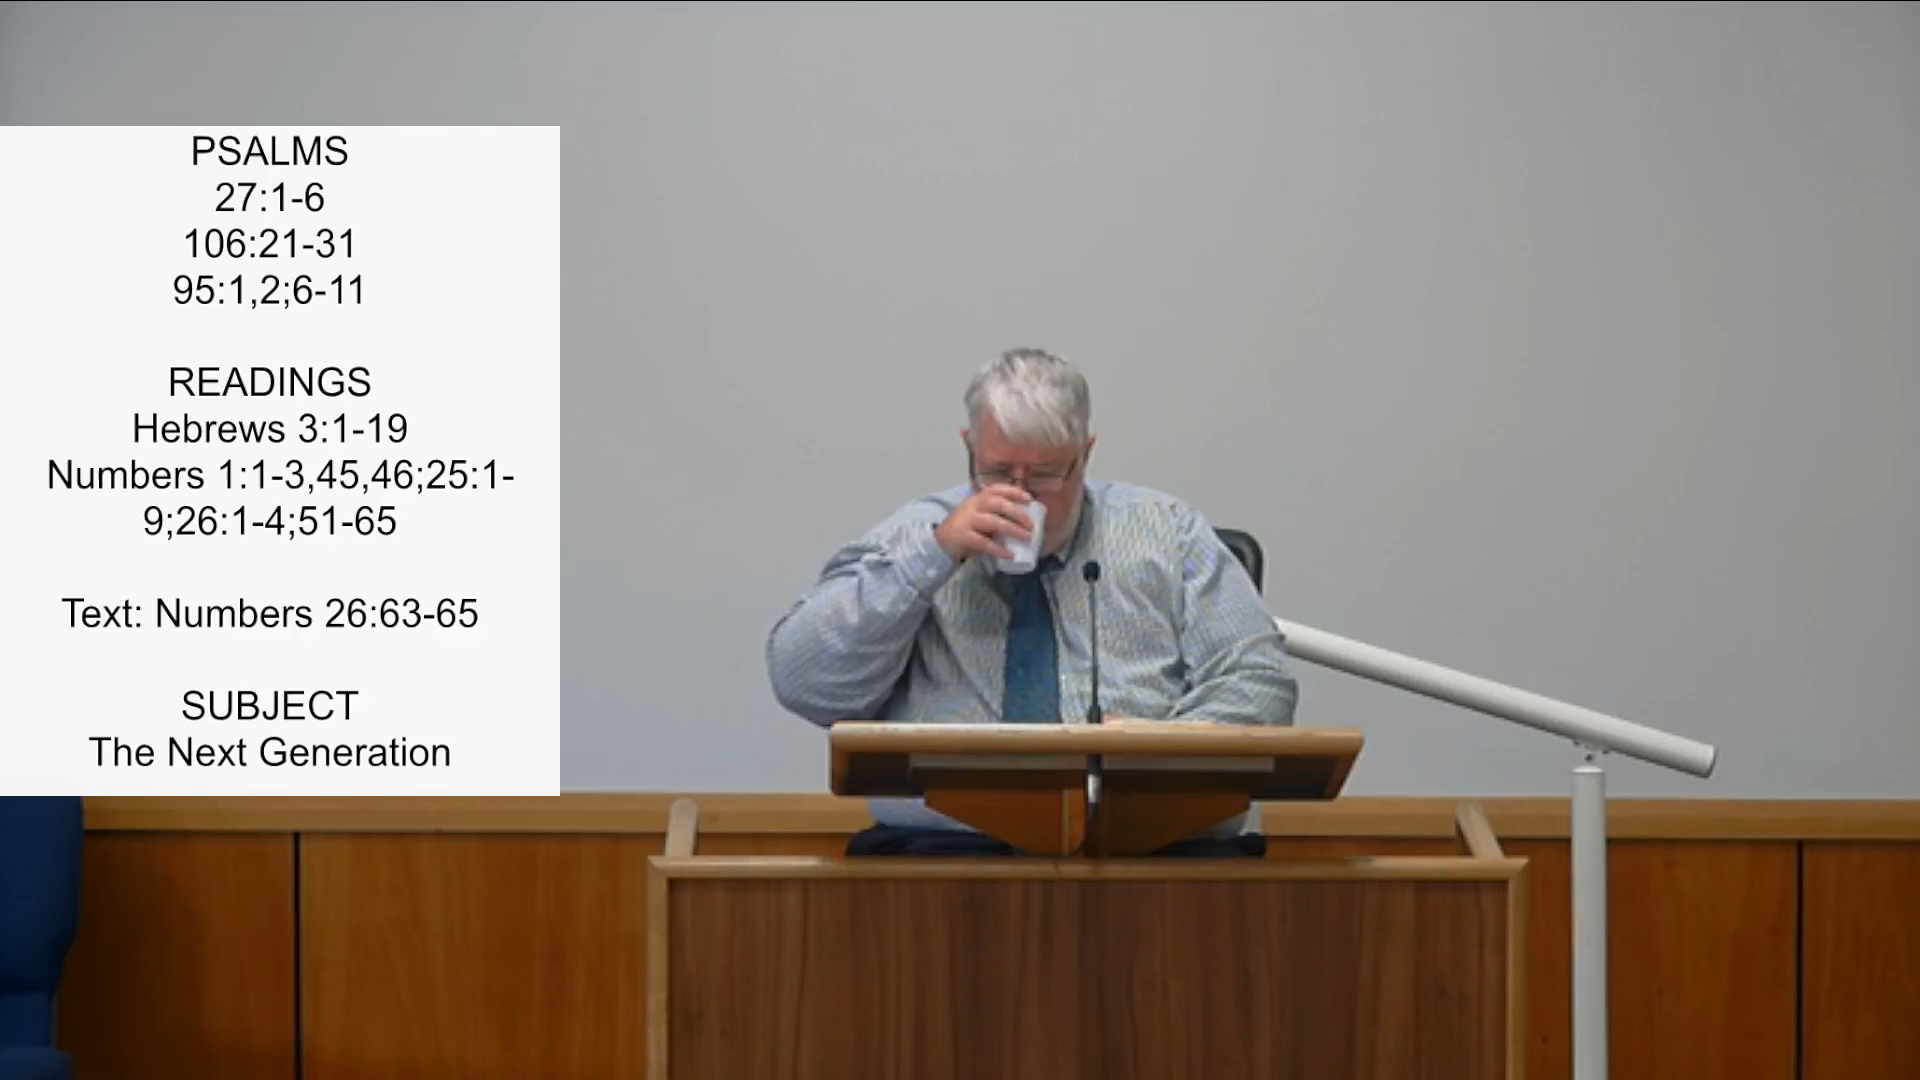 PSALMS
27:1-6
106:21-31
95:1,2;6-11
READINGS
Hebrews 3:1-19
Numbers 1:1-3,45,46;25:1-
9;26:1-4;51-65
Text: Numbers 26:63-65
SUBJECT
The Next Generation